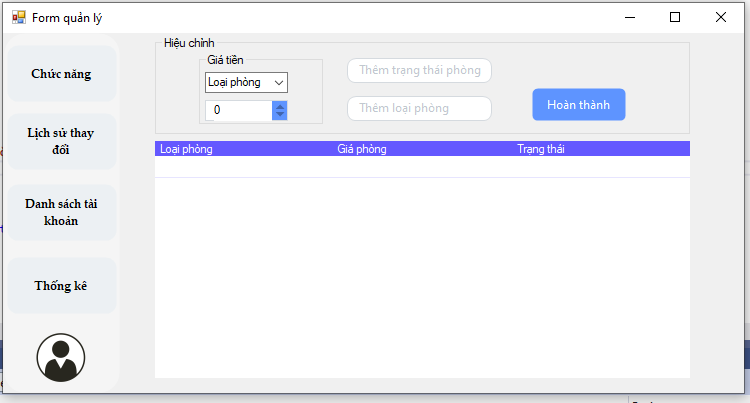 Form quản lý
Chức năng
Lịch sử thay
đổi
Danh sách tài
khoản
Thống kê
Hiệu chỉnh
Giá tiền
Loại phòng
0
Thêm trạng thái phòng
Thêm loại phòng
Hoàn thành
Loại phòng Giá phòng Trạng thái